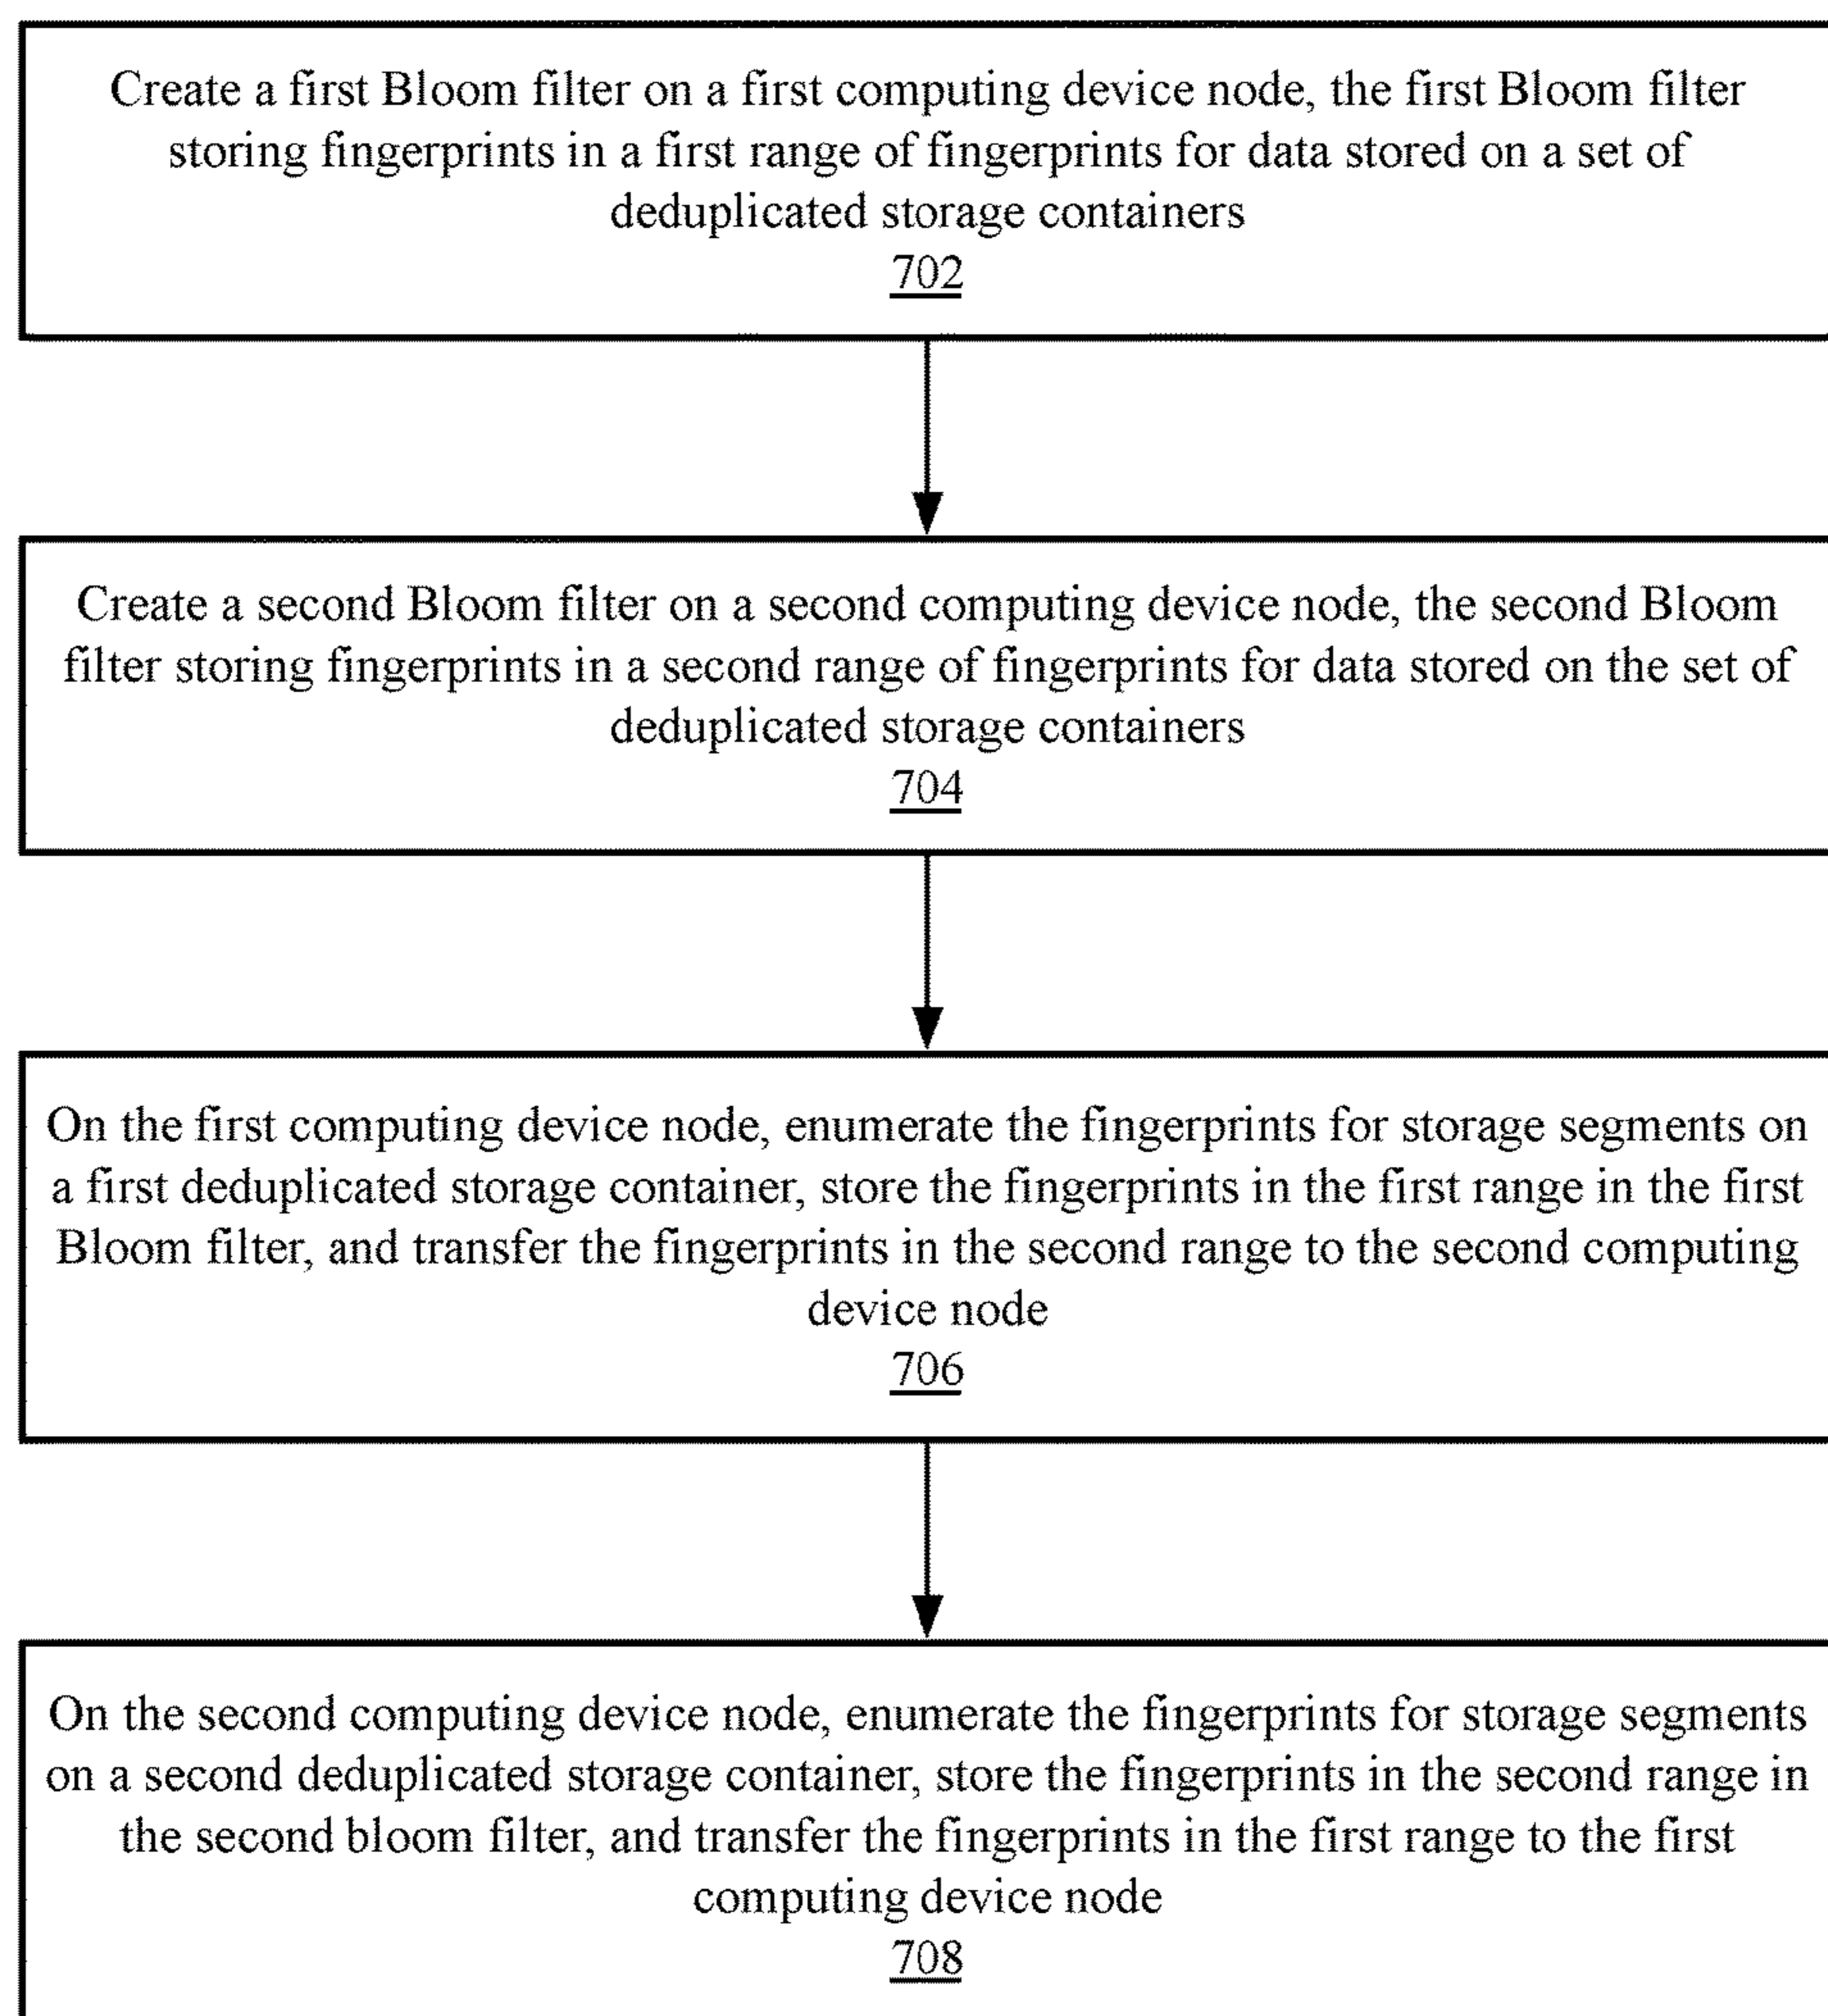 Create a first Bloom filter on a first computing device node, the first Bloom filter
storing fingerprints in a first range of fingerprints for data stored on a set of
deduplicated storage containers
702
Create a second Bloom filter on a second computing device node, the second Bloom
filter storing fingerprints in a second range of fingerprints for data stored on the set of
deduplicated storage containers
704
On the first computing device node, enumerate the fingerprints for storage segments on
a first deduplicated storage container, store the fingerprints in the first range in the first
Bloom filter, and transfer the fingerprints in the second range to the second computing
device node
706
On the second computing device node, enumerate the fingerprints for storage segments
on a second deduplicated storage container, store the fingerprints in the second range in
the second bloom filter, and transfer the fingerprints in the first range to the first
computing device node
708